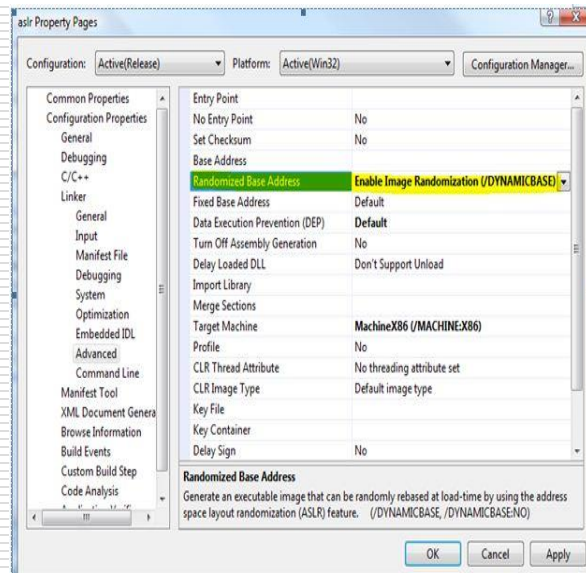 aslr Property Pages
Configuration: Active(Release) Platform: Active(Win32) Configuration Manager...
Common Properties
Configuration Properties
General
Debugging
C/C++
Linker
General
Input
Manifest File
Debugging
System
Optimization
Embedded IDL
Advanced
Command Line
Manifest Tool
XML Document Genera
Browse Information
Build Events
Custom Build Step
Code Analysis
Entry Point
No Entry Point No
Set Checksum No
Base Address
Randomized Base Address Enable Image Randomization (/DYNAMICBASE)
Fixed Base Address Default
Data Execution Prevention (DEP) Default
Turn Off Assembly Generation No
Delay Loaded DLL Don't Support Unload
Import Library
Merge Sections
Target Machine MachineX86 (/MACHINE:X86)
Profile No
CLR Thread Attribute No threading attribute set
CLR Image Type Default image type
Key File
Key Container
Delay Sign No
Randomized Base Address
Generate an executable image that can be randomly rebased at load-time by using the address
space layout randomization (ASLR) feature. (/DYNAMICBASE, /DYNAMICBASE:NO)
OK Cancel Apply